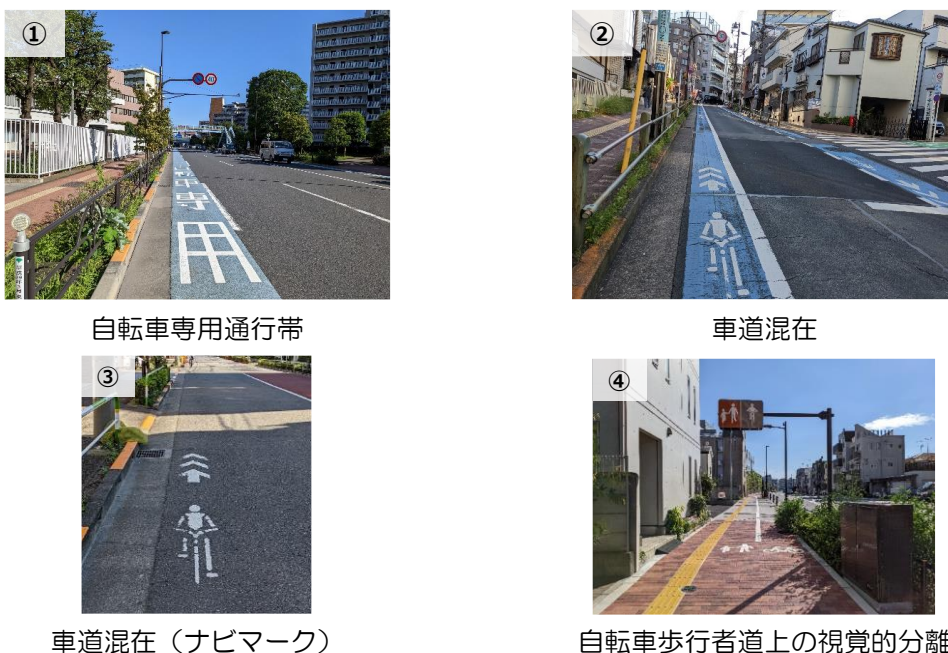 ①
②
自転車専用通行帯
車道混在
③
④
車道混在（ナビマーク）
自転車歩行者道上の視覚的分離